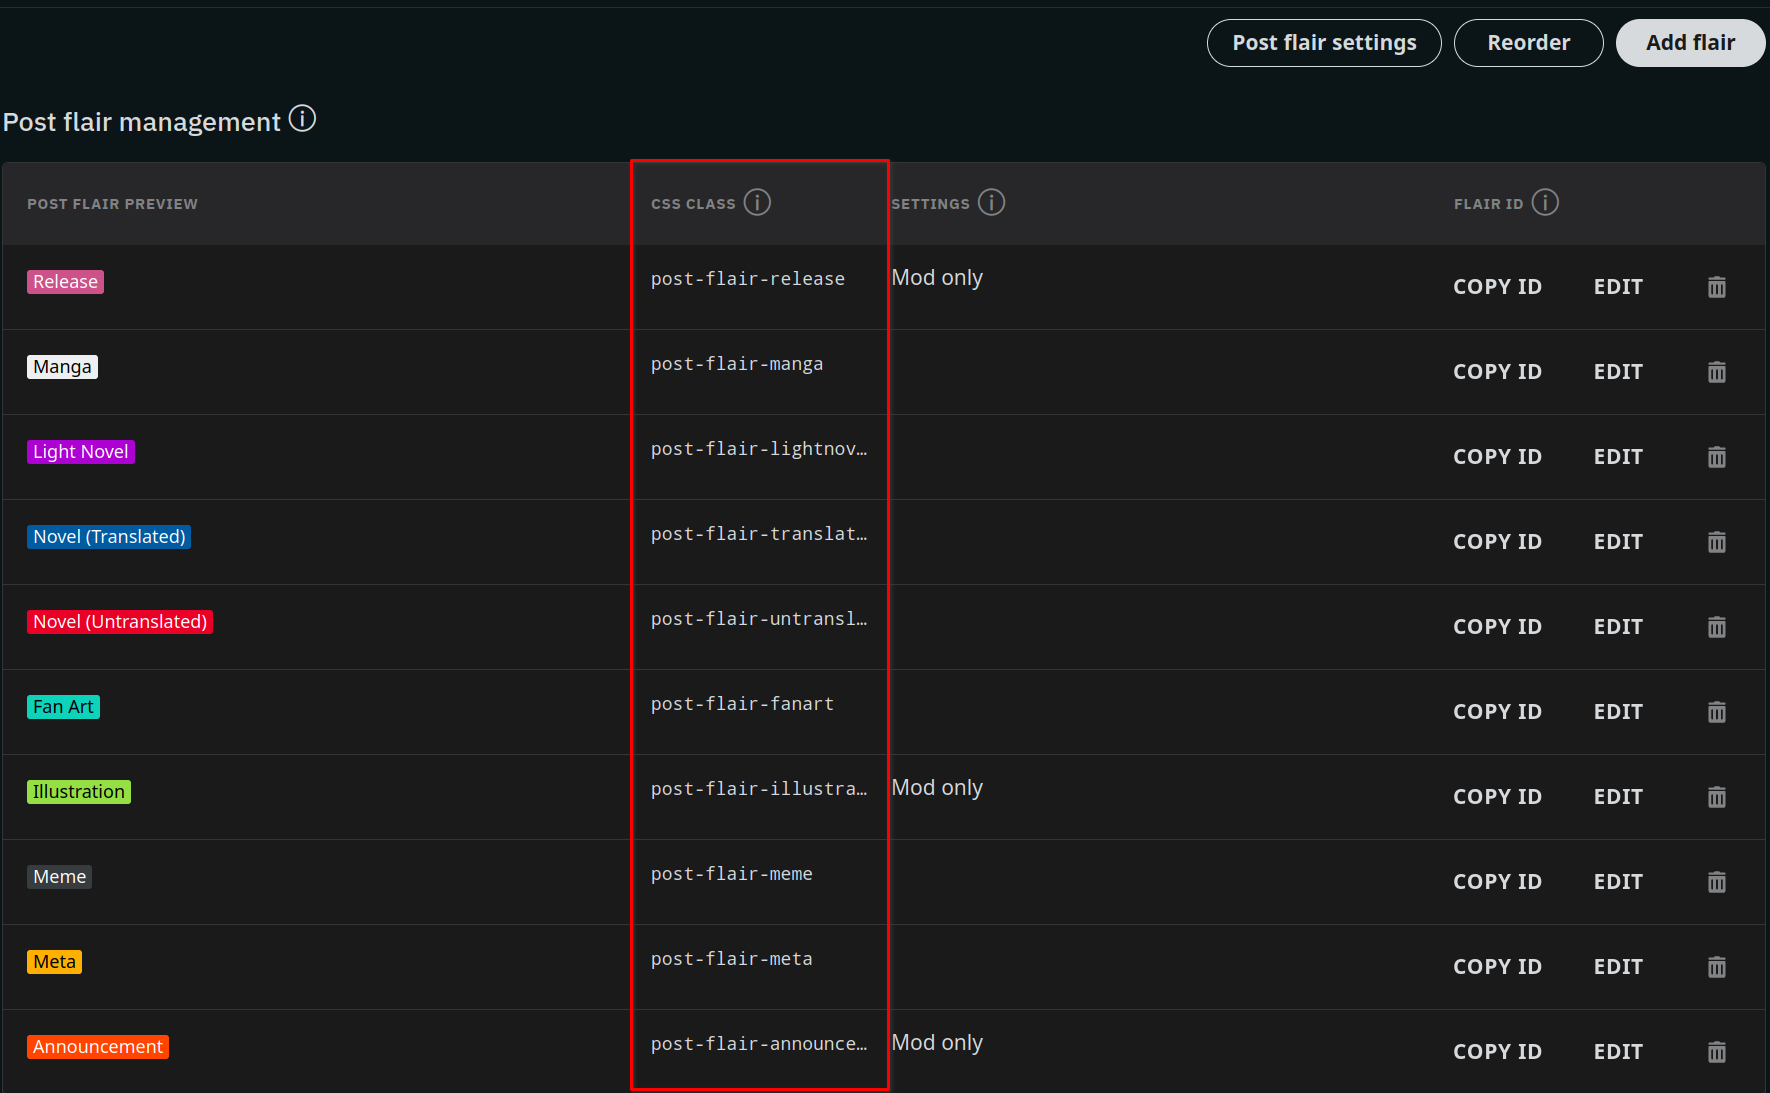 Post flair settings Reorder Add flair
Post flair management
POST FLAIR PREVIEW CSS CLASS SETTINGS FLAIR ID
Release post-flair-release Mod only COPY ID EDIT
Manga post-flair-manga COPY ID EDIT
Light Novel post-flair-lightnov… COPY ID EDIT
Novel (Translated) post-flair-translat… COPY ID EDIT
Novel (Untranslated) post-flair-untransl… COPY ID EDIT
Fan Art post-flair-fanart COPY ID EDIT
Illustration post-flair-illustra… Mod only COPY ID EDIT
Meme post-flair-meme COPY ID EDIT
Meta post-flair-meta COPY ID EDIT
Announcement post-flair-announce… Mod only COPY ID EDIT